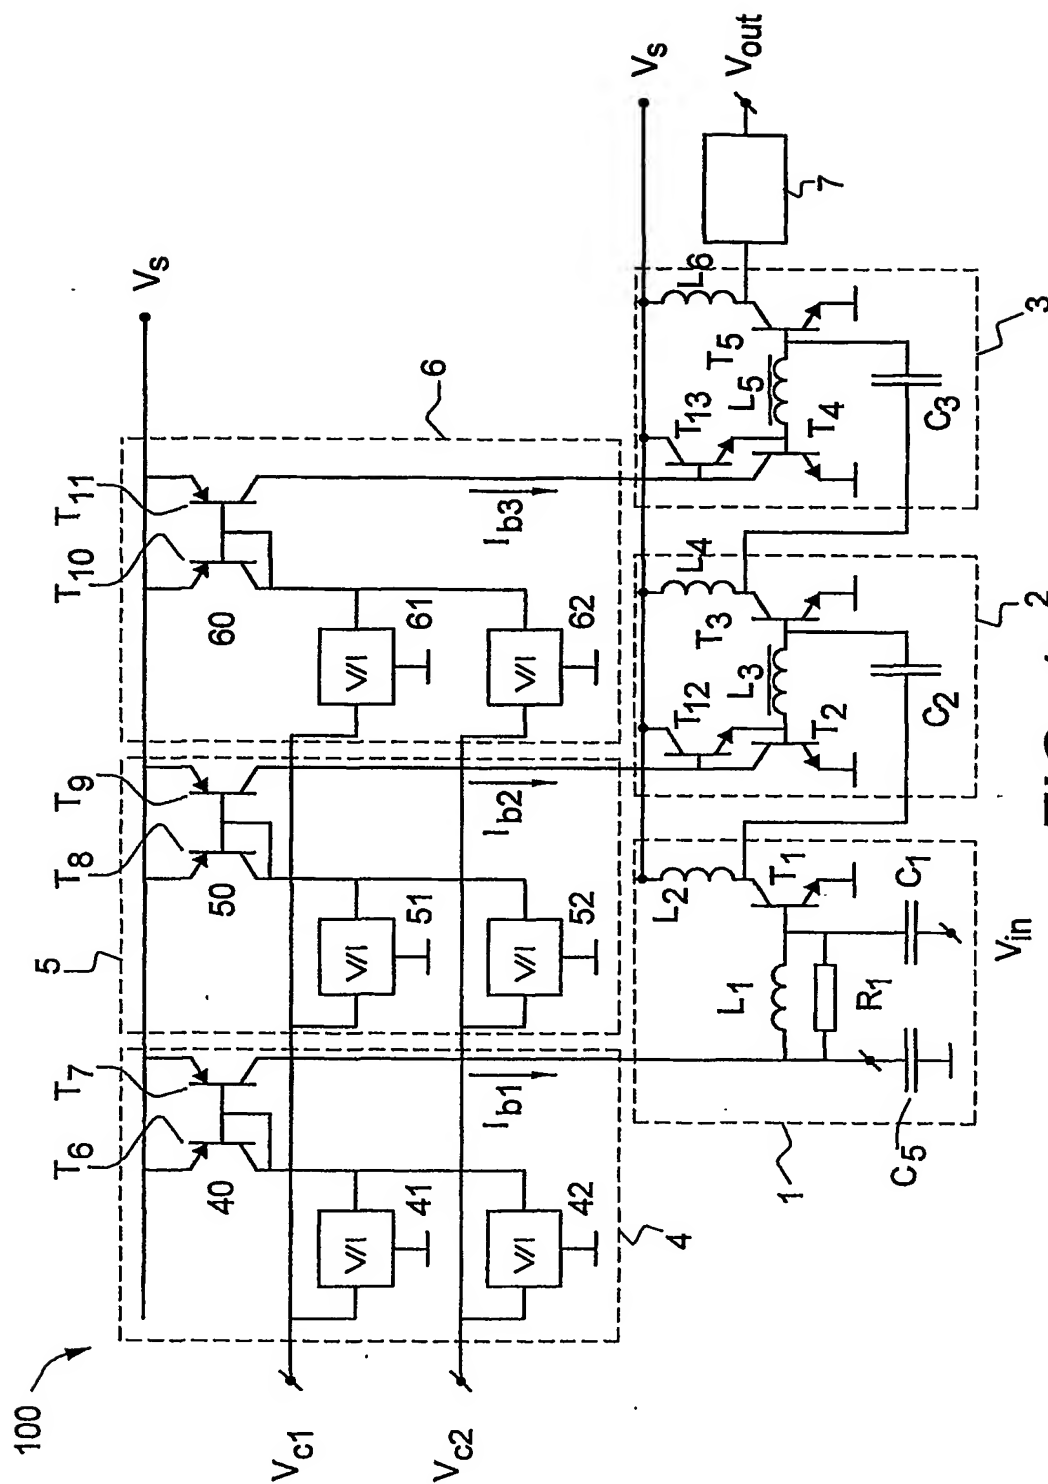 100
Vc1
Vc2
Vs
T6
T7
40
V/I
41
V/I
42
Ib1
4
5
T8
T9
50
V/I
51
V/I
52
Ib2
T10
T11
60
V/I
61
V/I
62
Ib3
6
Vs
Vout
7
1
L1
R1
C5
L2
T1
C1
Vin
T12
L3
T2
L4
T3
C2
2
T13
L5
T4
L6
T5
C3
3